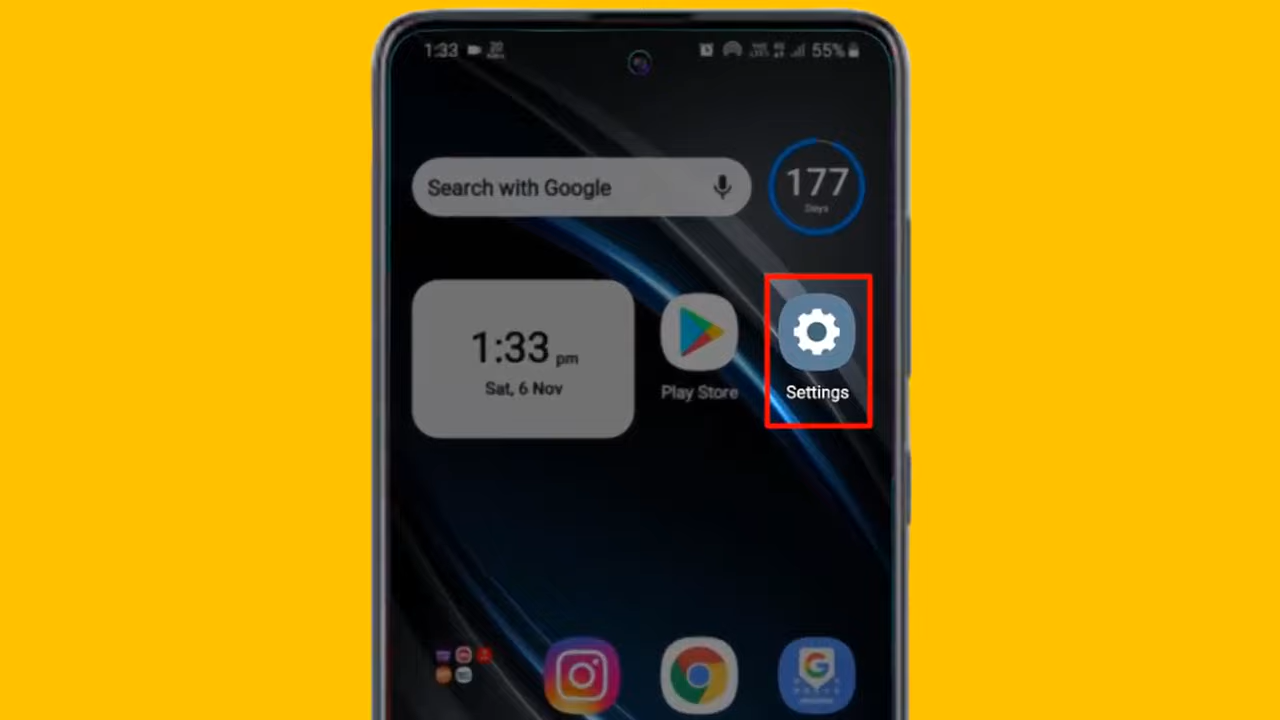 1:33
55%
Search with Google
177
Days
1:33 pm
Sat, 6 Nov
Play Store
Settings